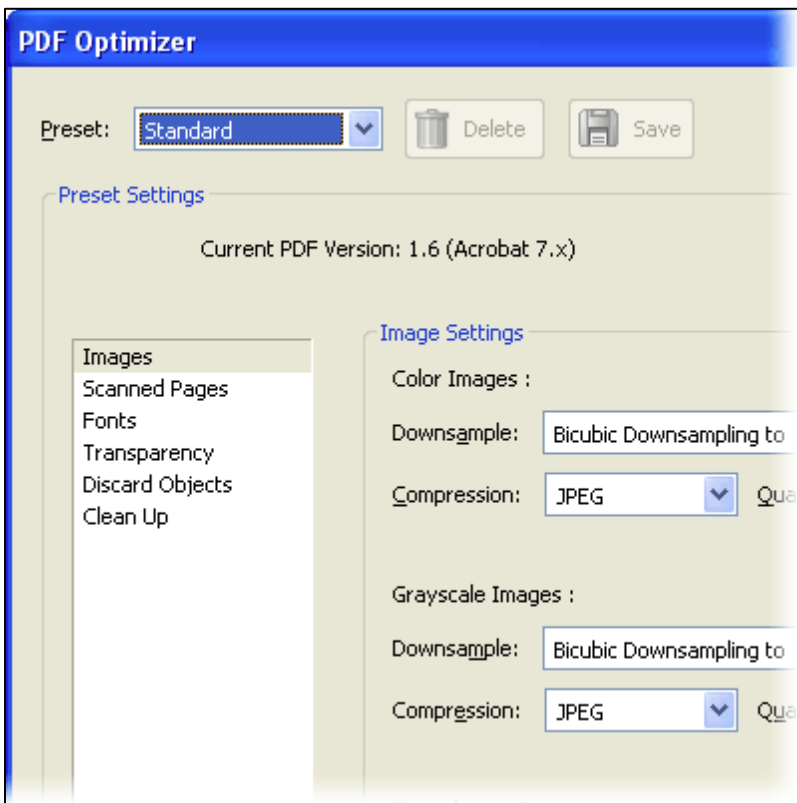 PDF Optimizer
Preset: Standard Delete Save
Preset Settings
Current PDF Version: 1.6 (Acrobat 7.x)
Images
Scanned Pages
Fonts
Transparency
Discard Objects
Clean Up
Image Settings
Color Images :
Downsample: Bicubic Downsampling to
Compression: JPEG Qua
Grayscale Images :
Downsample: Bicubic Downsampling to
Compression: JPEG Qua